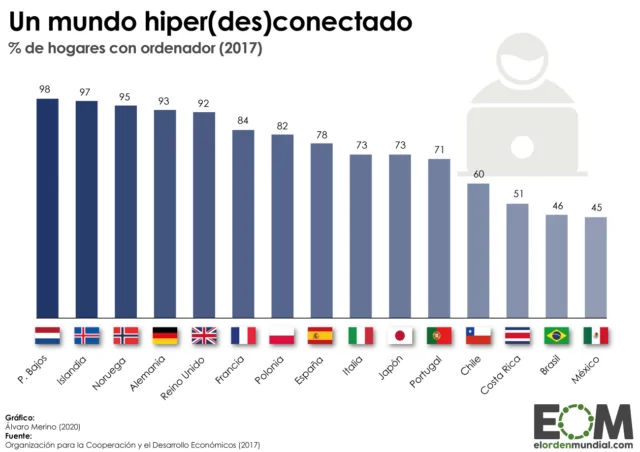 Un mundo hiper(des)conectado
% de hogares con ordenador (2017)
98
97
95
93
92
84
82
78
73
73
71
60
51
46
45
P. Bajos
Islandia
Noruega
Alemania
Reino Unido
Francia
Polonia
España
Italia
Japón
Portugal
Chile
Costa Rica
Brasil
México
Gráfico:
Álvaro Merino (2020)
Fuente:
Organización para la Cooperación y el Desarrollo Económicos (2017)
EOM
elordenmundial.com